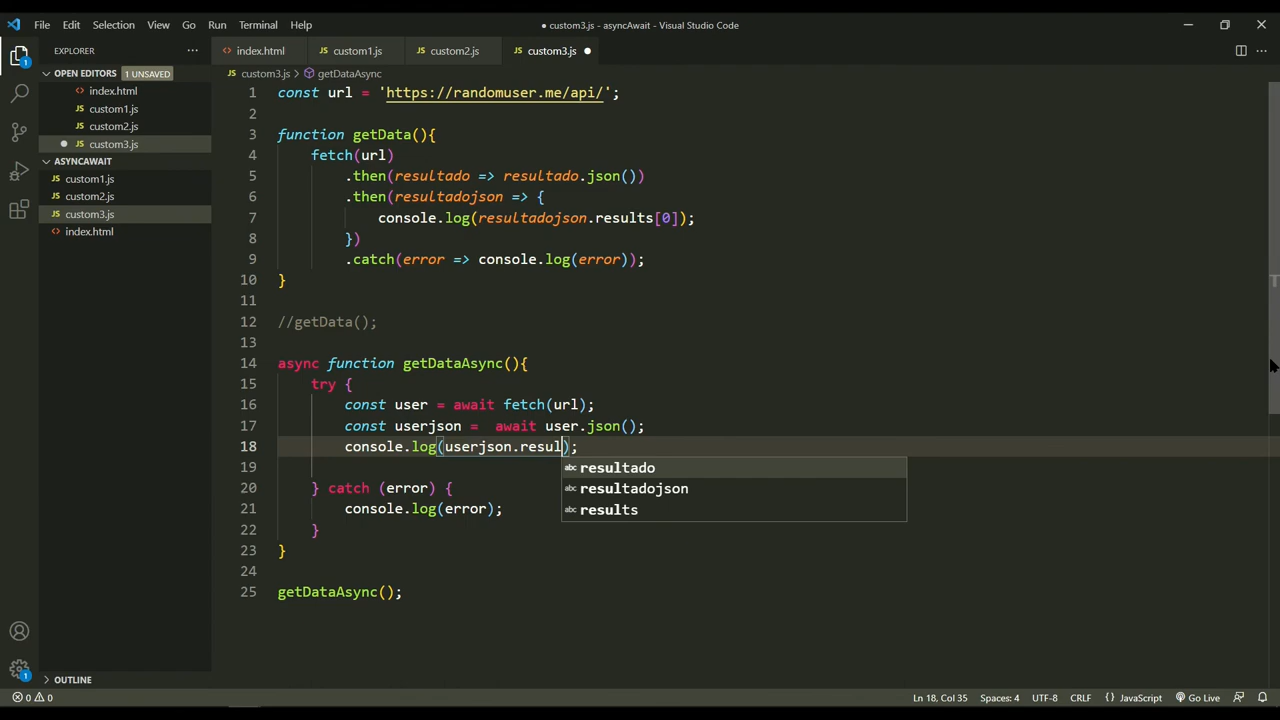 File Edit Selection View Go Run Terminal Help
● custom3.js - asyncAwait - Visual Studio Code
EXPLORER
OPEN EDITORS 1 UNSAVED
index.html
custom1.js
custom2.js
custom3.js
ASYNCAWAIT
custom1.js
custom2.js
custom3.js
index.html
OUTLINE
index.html custom1.js custom2.js custom3.js
custom3.js > getDataAsync
1 const url = 'https://randomuser.me/api/';
2
3 function getData(){
4 fetch(url)
5 .then(resultado => resultado.json())
6 .then(resultadojson => {
7 console.log(resultadojson.results[0]);
8 })
9 .catch(error => console.log(error));
10 }
11
12 //getData();
13
14 async function getDataAsync(){
15 try {
16 const user = await fetch(url);
17 const userjson =  await user.json();
18 console.log(userjson.resul);
resultado
resultadojson
results
19
20 } catch (error) {
21 console.log(error);
22 }
23 }
24
25 getDataAsync();
0 0 Ln 18, Col 35 Spaces: 4 UTF-8 CRLF JavaScript Go Live